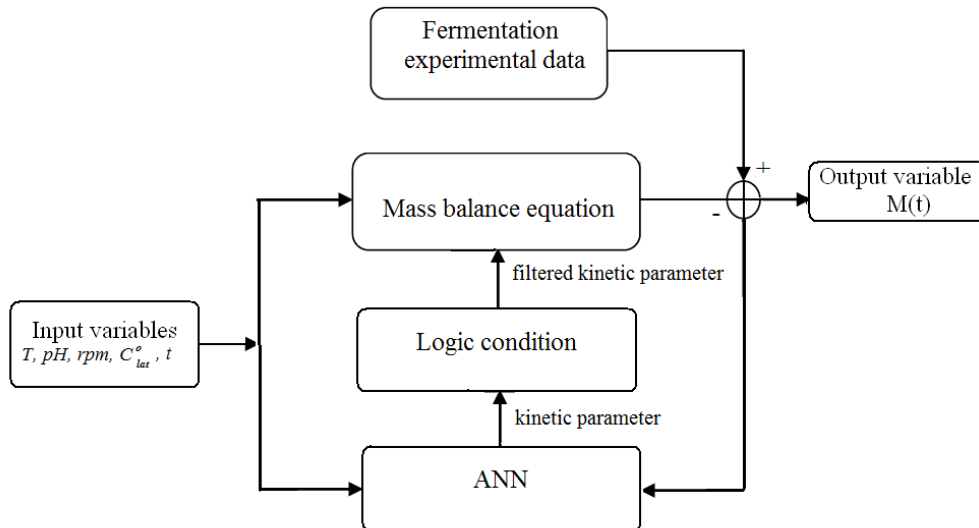 Fermentation
experimental data
+
Output variable
M(t)
Mass balance equation
-
filtered kinetic parameter
Input variables
T, pH, rpm, C°lat , t
Logic condition
kinetic parameter
ANN